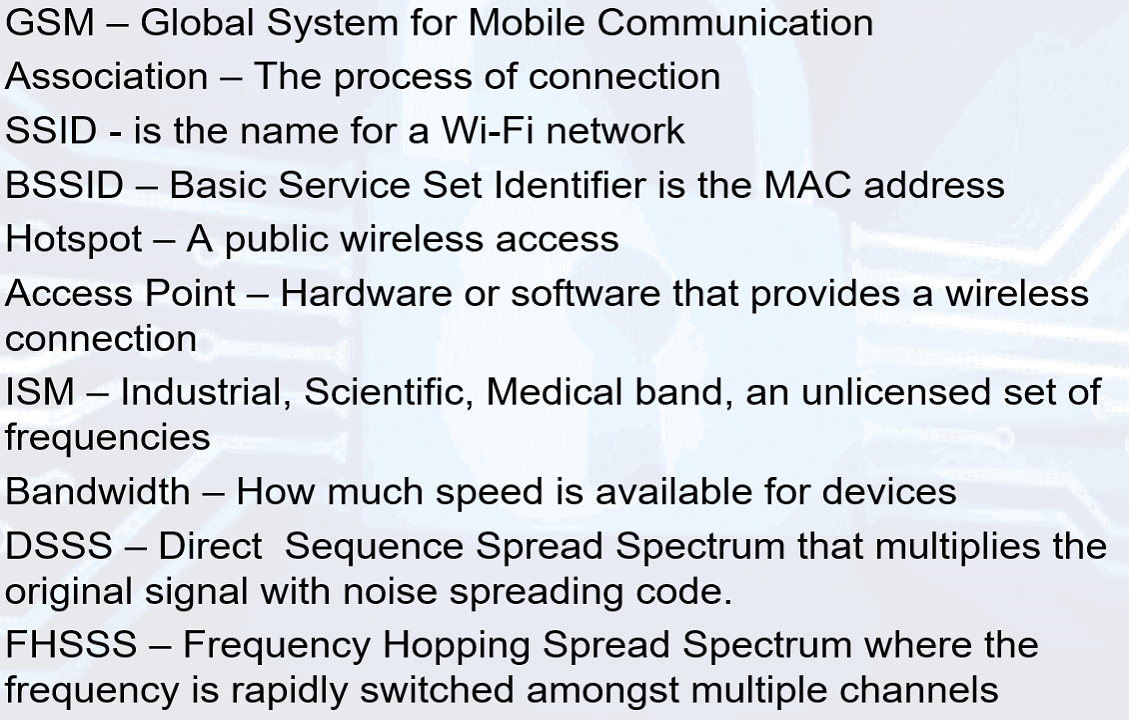 GSM – Global System for Mobile Communication
Association – The process of connection
SSID - is the name for a Wi-Fi network
BSSID – Basic Service Set Identifier is the MAC address
Hotspot – A public wireless access
Access Point – Hardware or software that provides a wireless
connection
ISM – Industrial, Scientific, Medical band, an unlicensed set of
frequencies
Bandwidth – How much speed is available for devices
DSSS – Direct  Sequence Spread Spectrum that multiplies the
original signal with noise spreading code.
FHSSS – Frequency Hopping Spread Spectrum where the
frequency is rapidly switched amongst multiple channels